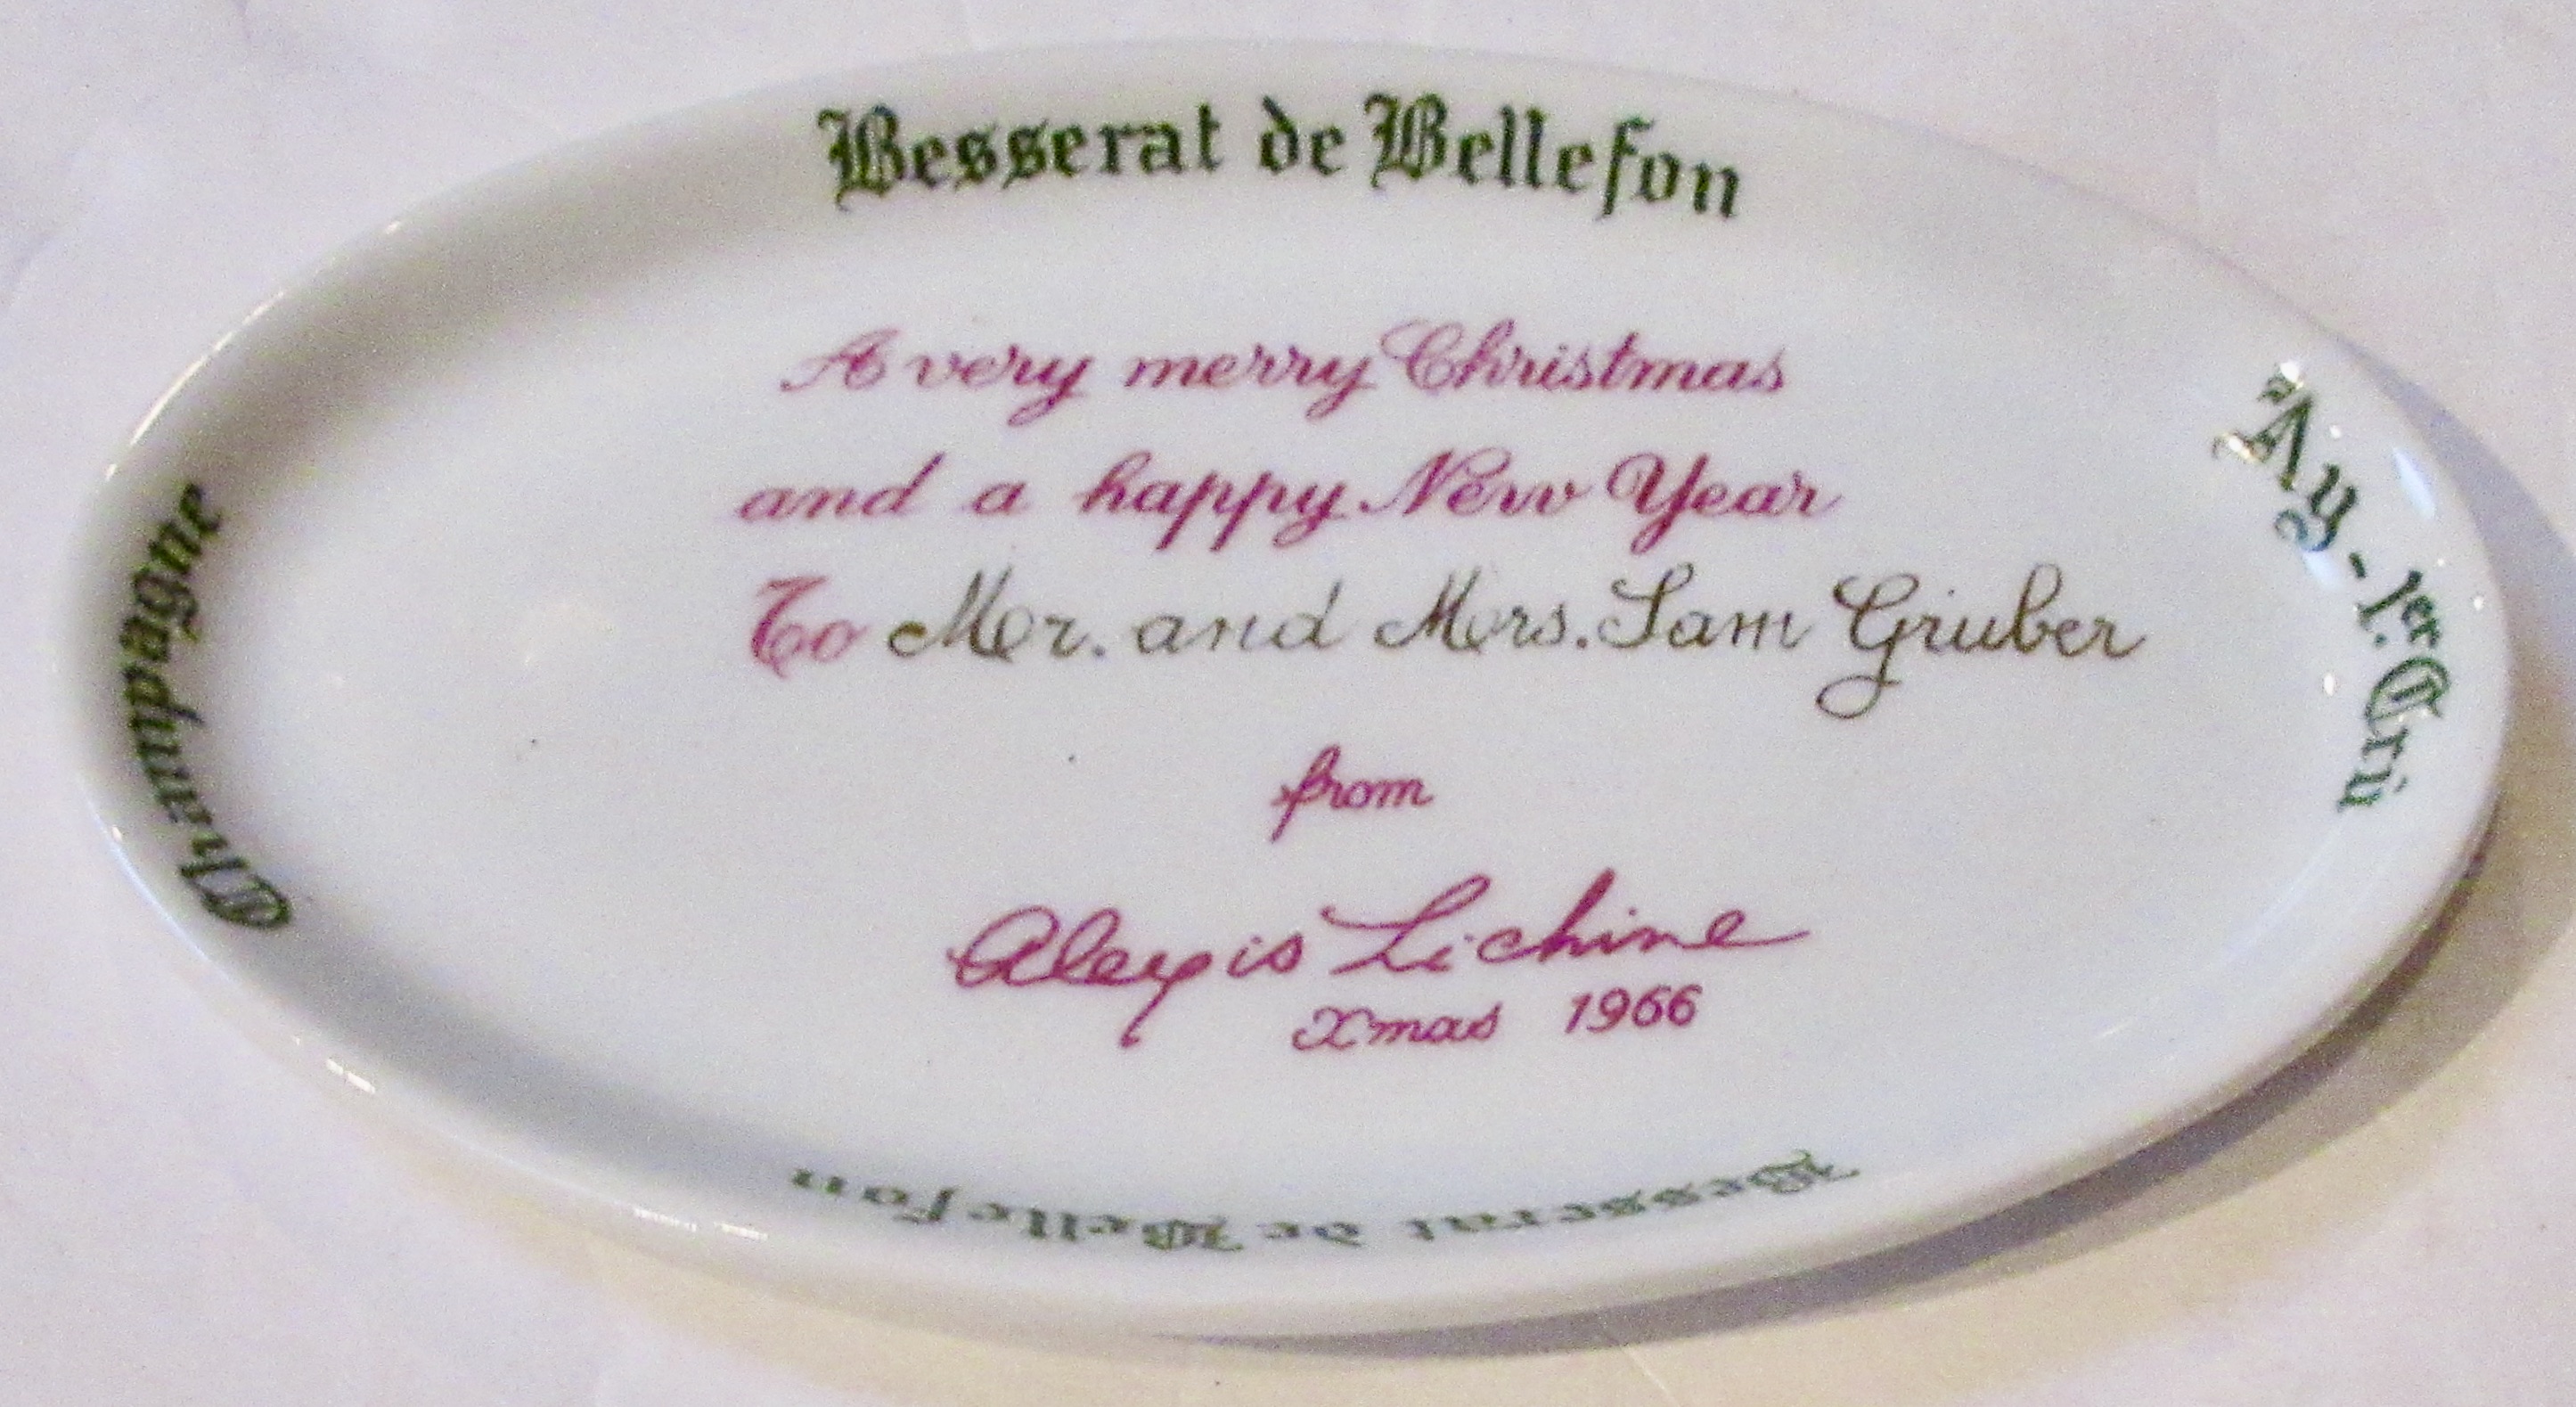 Besserat de Bellefon
A very merry Christmas
and a happy New Year
To Mr. and Mrs. Sam Gruber
from
Alexis Lichine
Xmas 1966
Champagne
Ay - 1er. Crû
Besserat de Bellefon